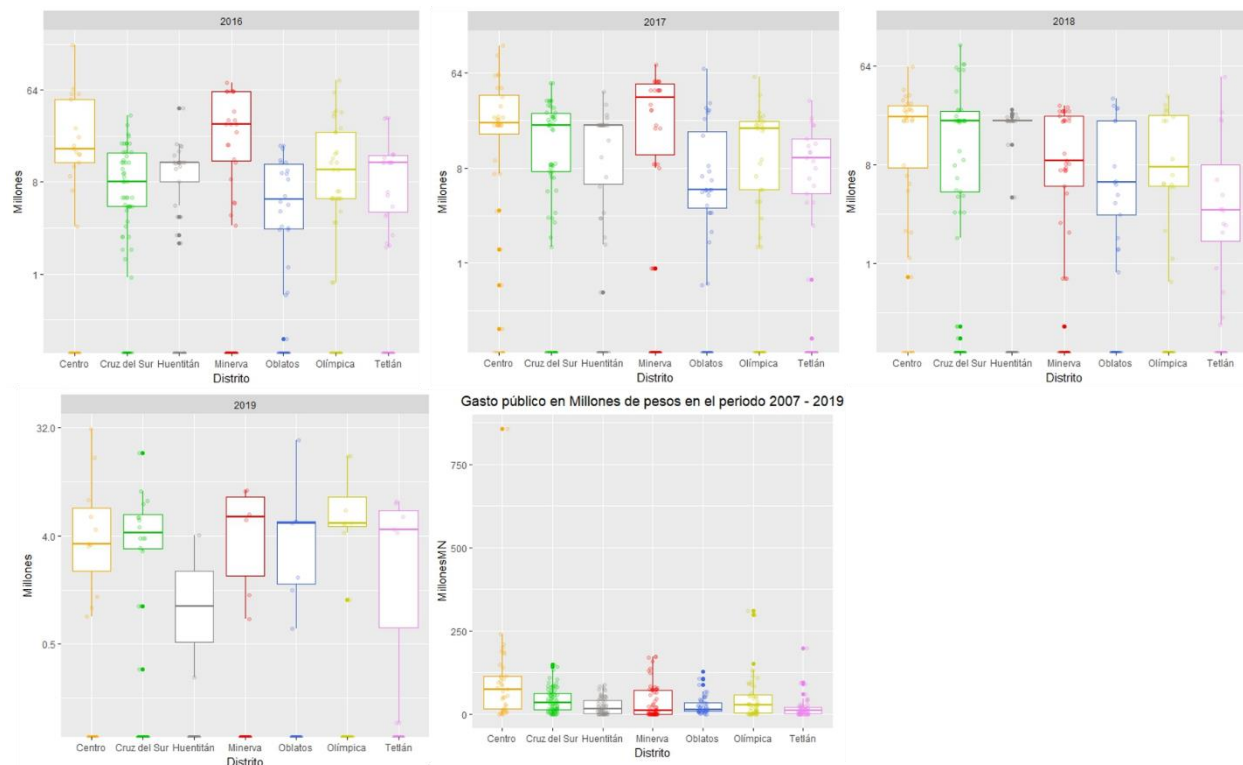 2016
Millones
64
8
1
Centro Cruz del Sur Huentitán Minerva Oblatos Olímpica Tetlán
Distrito
2017
Millones
64
8
1
Centro Cruz del Sur Huentitán Minerva Oblatos Olímpica Tetlán
Distrito
2018
Millones
64
8
1
Centro Cruz del Sur Huentitán Minerva Oblatos Olímpica Tetlán
Distrito
2019
Millones
32.0
4.0
0.5
Centro Cruz del Sur Huentitán Minerva Oblatos Olímpica Tetlán
Distrito
Gasto público en Millones de pesos en el periodo 2007 - 2019
MillonesMN
750
500
250
0
Centro Cruz del Sur Huentitán Minerva Oblatos Olímpica Tetlán
Distrito